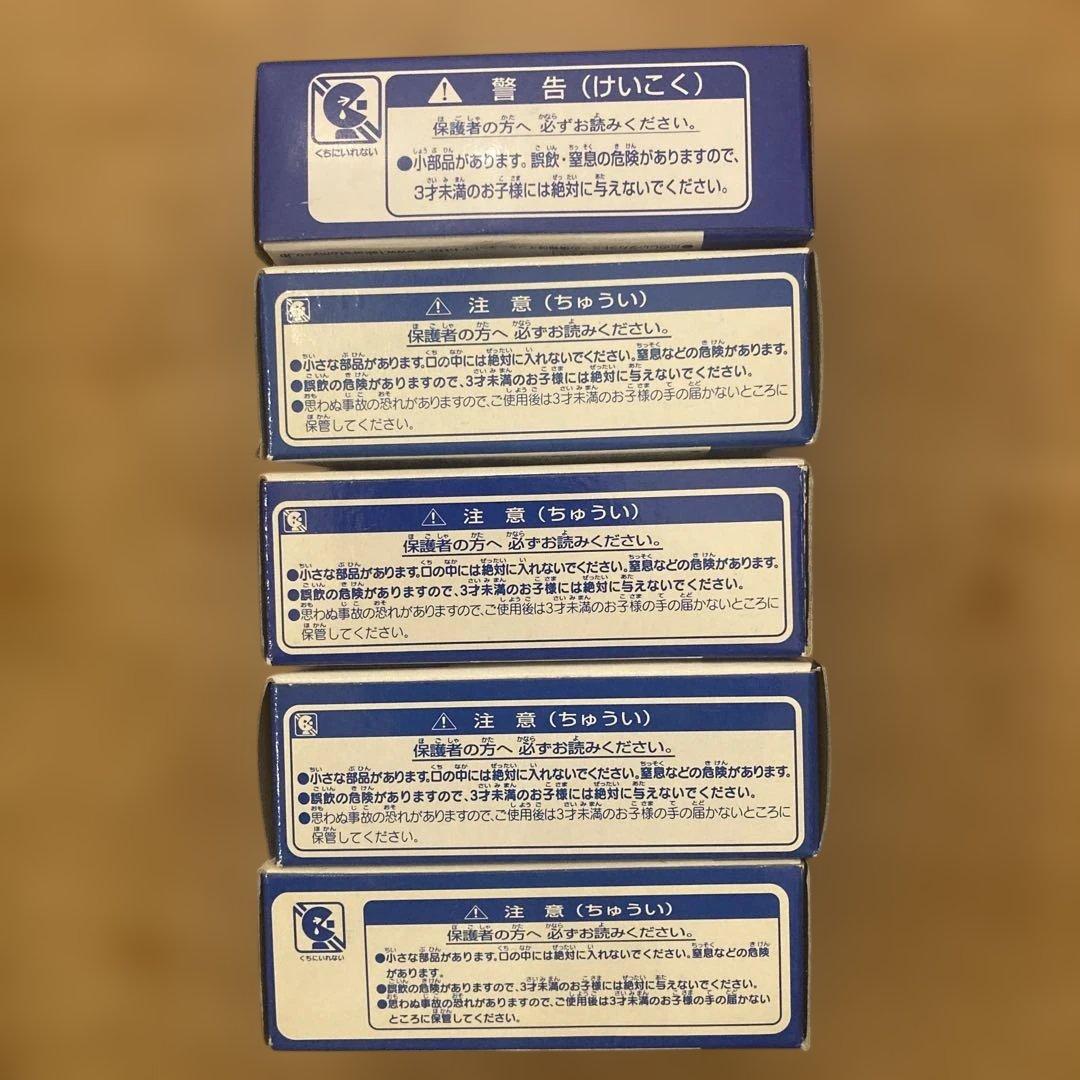 警告(けいこく)
保護者の方へ 必ずお読みください。
くちにいれない
●小部品があります。誤飲・窒息の危険がありますので、
3才未満のお子様には絶対に与えないでください。
注意(ちゅうい)
保護者の方へ 必ずお読みください。
●小さな部品があります。口の中には絶対に入れないでください。窒息などの危険があります。
●誤飲の危険がありますので、3才未満のお子様には絶対に与えないでください。
●思わぬ事故の恐れがありますので、ご使用後は3才未満のお子様の手の届かないところに
保管してください。
注意(ちゅうい)
保護者の方へ 必ずお読みください。
●小さな部品があります。口の中には絶対に入れないでください。窒息などの危険があります。
●誤飲の危険がありますので、3才未満のお子様には絶対に与えないでください。
●思わぬ事故の恐れがありますので、ご使用後は3才未満のお子様の手の届かないところに
保管してください。
注意(ちゅうい)
保護者の方へ 必ずお読みください。
●小さな部品があります。口の中には絶対に入れないでください。窒息などの危険があります。
●誤飲の危険がありますので、3才未満のお子様には絶対に与えないでください。
●思わぬ事故の恐れがありますので、ご使用後は3才未満のお子様の手の届かないところに
保管してください。
注意(ちゅうい)
保護者の方へ 必ずお読みください。
くちにいれない
●小さな部品があります。口の中には絶対に入れないでください。窒息などの危険
があります。
●誤飲の危険がありますので、3才未満のお子様には絶対に与えないでください。
●思わぬ事故の恐れがありますので、ご使用後は3才未満のお子様の手の届かない
ところに保管してください。